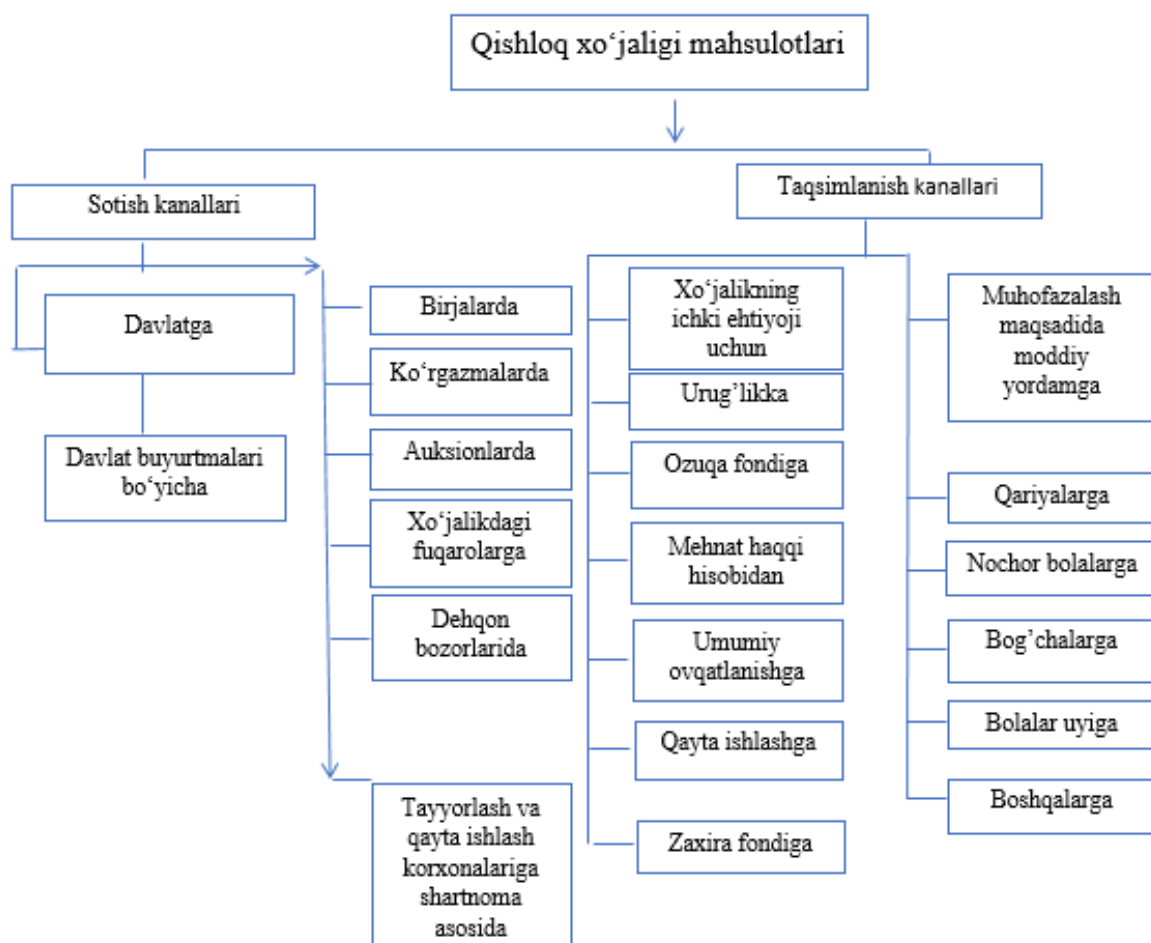 Qishloq xo‘jaligi mahsulotlari
Sotish kanallari
Taqsimlanish kanallari
Davlatga
Davlat buyurtmalari
bo‘yicha
Birjalarda
Ko‘rgazmalarda
Auksionlarda
Xo‘jalikdagi
fuqarolarga
Dehqon
bozorlarida
Tayyorlash va
qayta ishlash
korxonalariga
shartnoma
asosida
Xo‘jalikning
ichki ehtiyoji
uchun
Urug’likka
Ozuqa fondiga
Mehnat haqqi
hisobidan
Umumiy
ovqatlanishga
Qayta ishlashga
Zaxira fondiga
Muhofazalash
maqsadida
moddiy
yordamga
Qariyalarga
Nochor bolalarga
Bog’chalarga
Bolalar uyiga
Boshqalarga